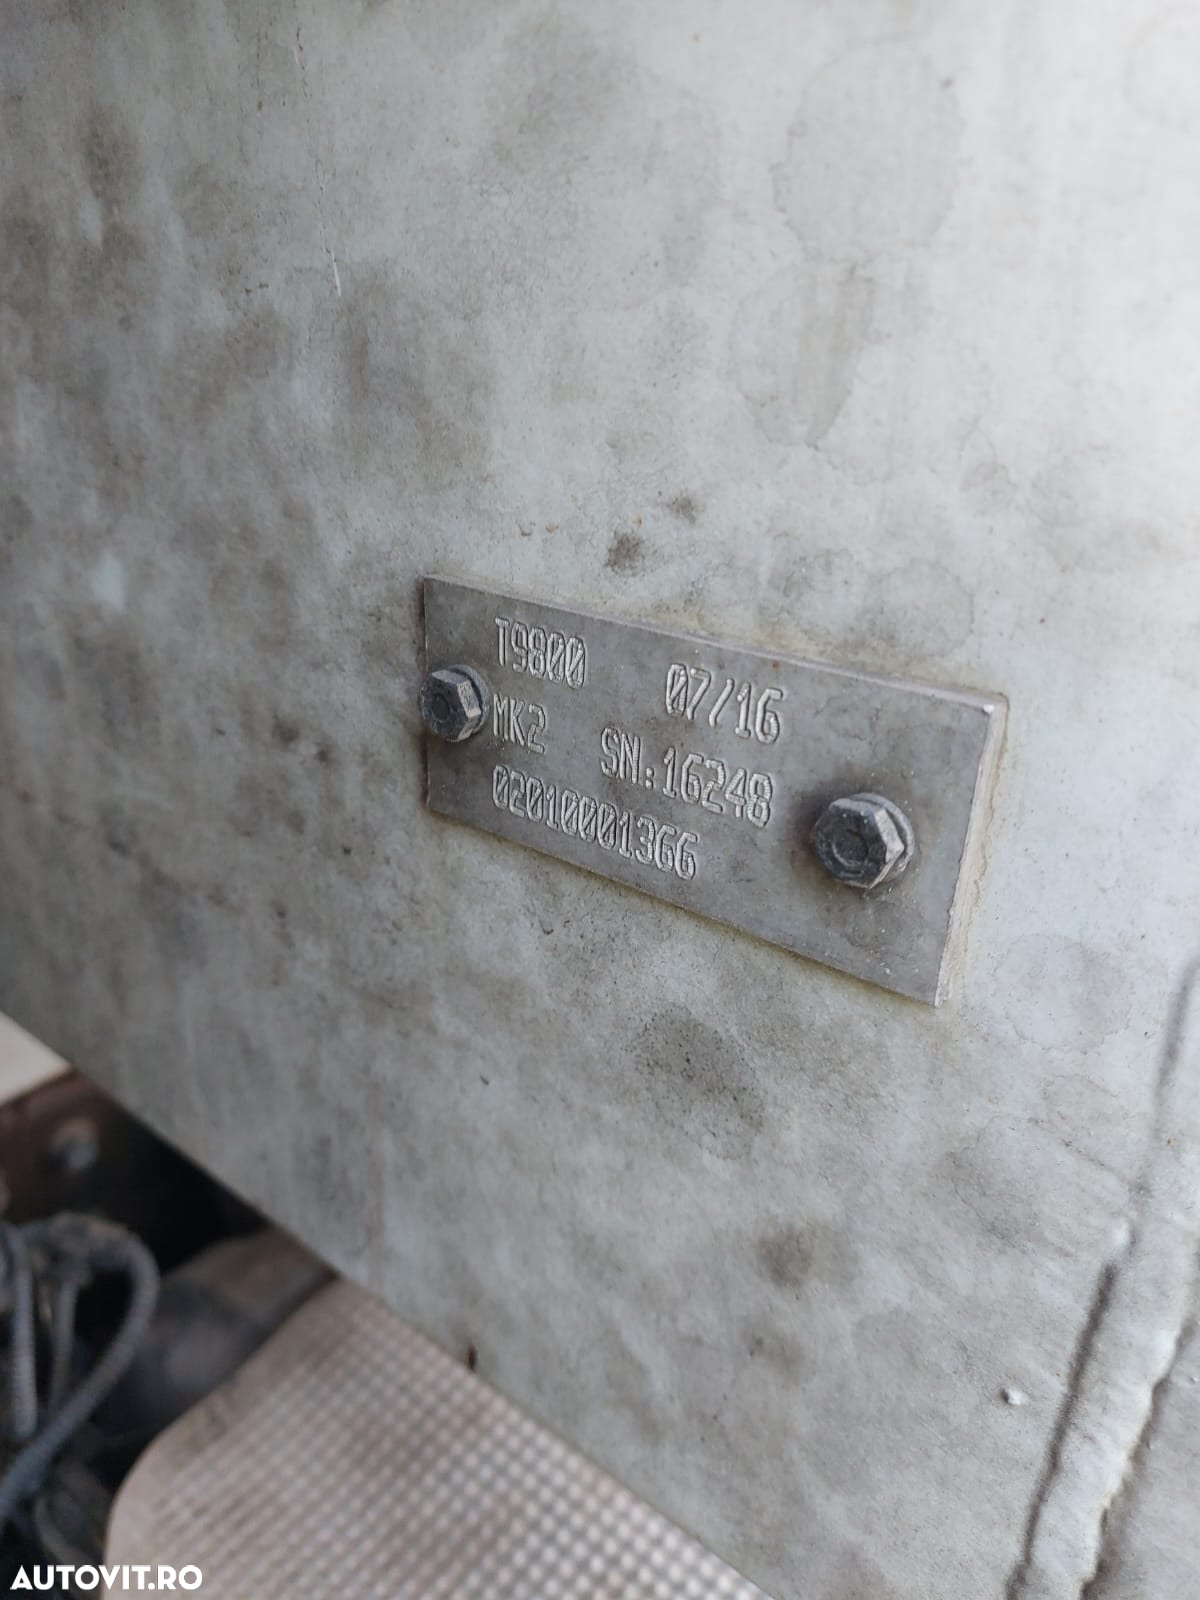 T9800 07/16
MK2 SN:16248
02010001366
AUTOVIT.RO